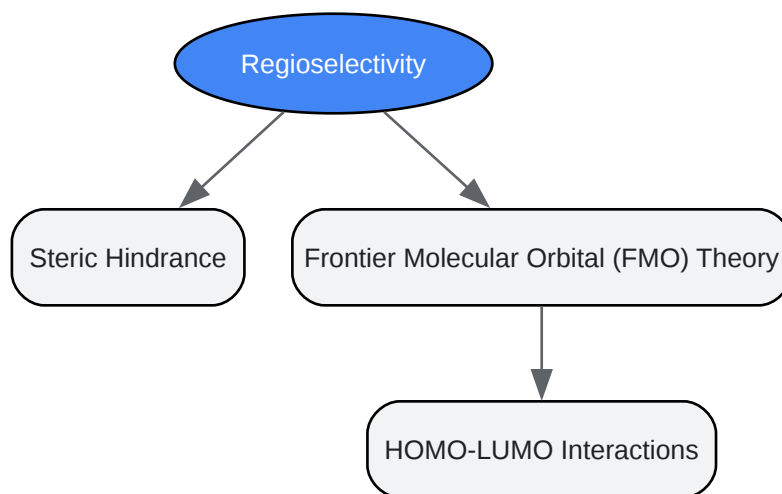 Regioselectivity
Steric Hindrance
Frontier Molecular Orbital (FMO) Theory
HOMO-LUMO Interactions